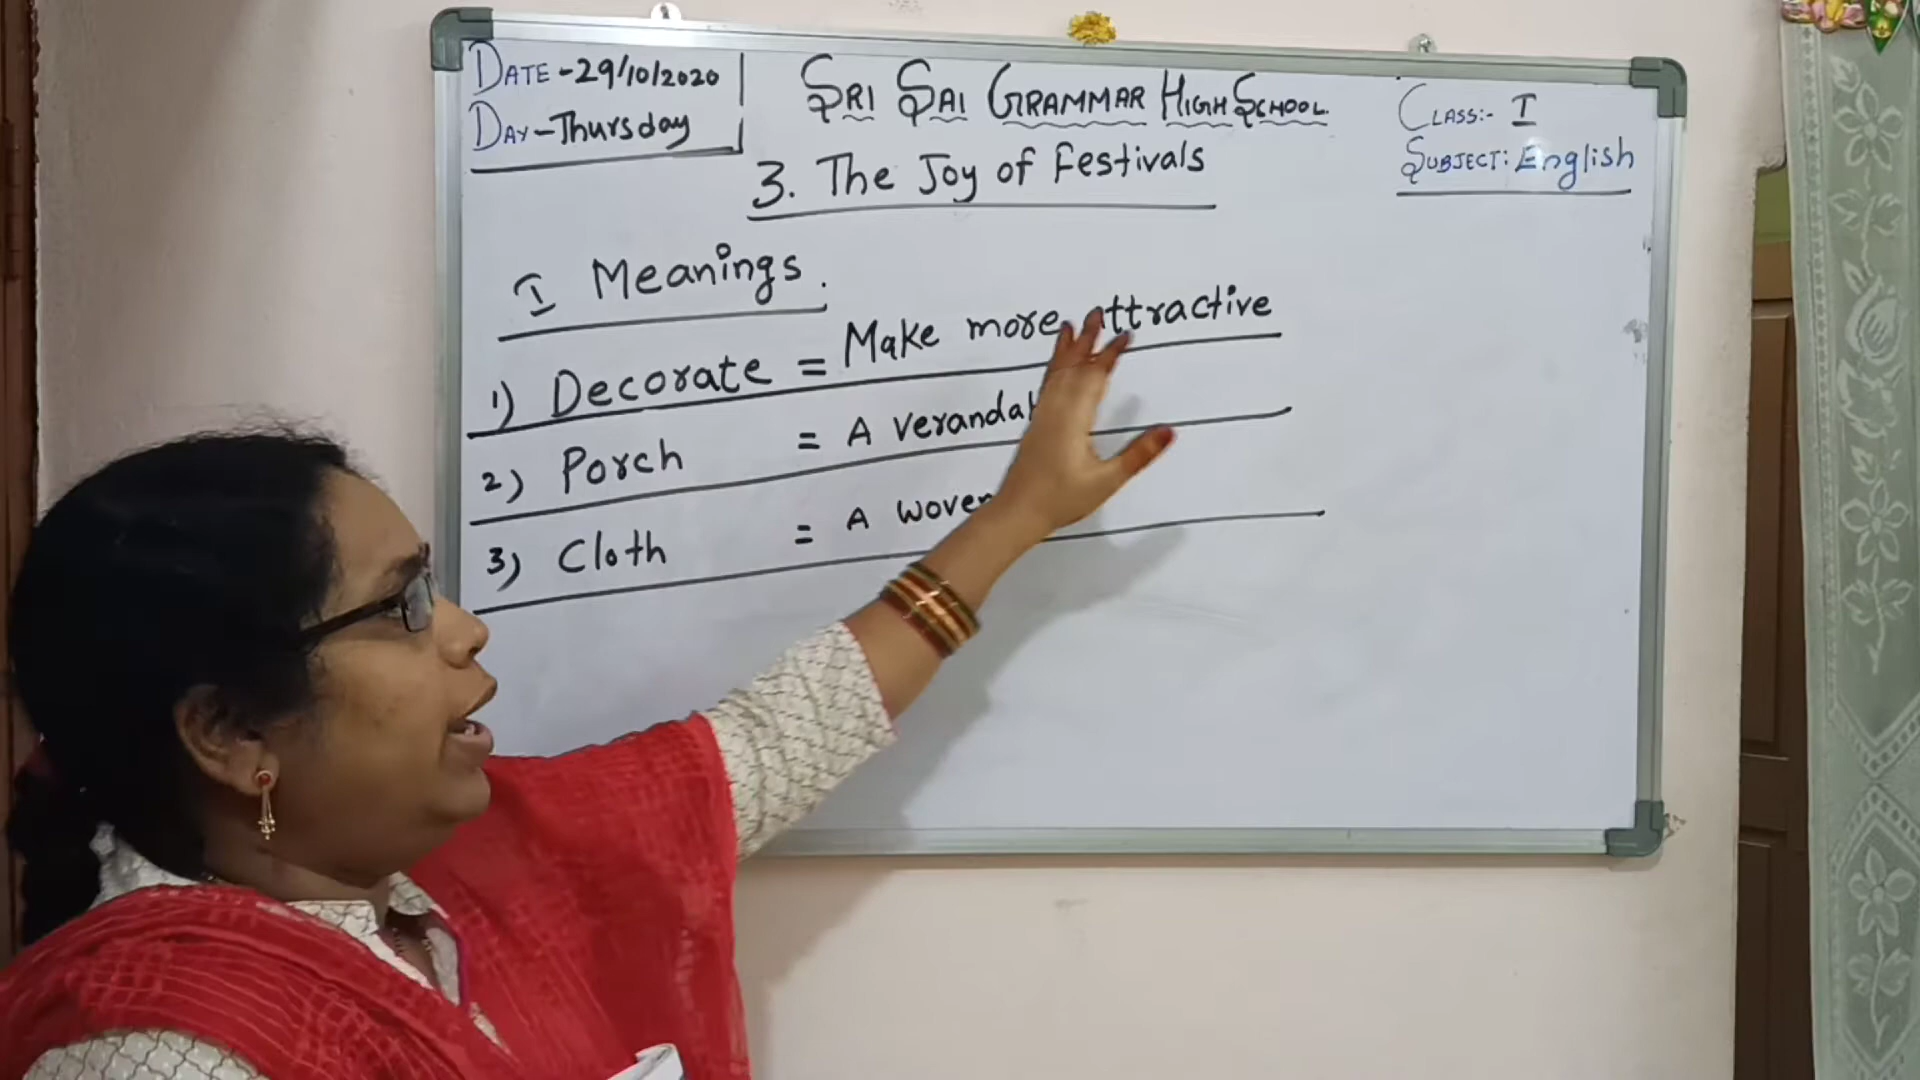 DATE - 29/10/2020
DAY - Thursday
SRI SAI GRAMMAR HIGH SCHOOL
CLASS:- I
SUBJECT: English
3. The Joy of Festivals
I Meanings.
1) Decorate = Make more attractive
2) Porch = A verandah
3) Cloth = A woven